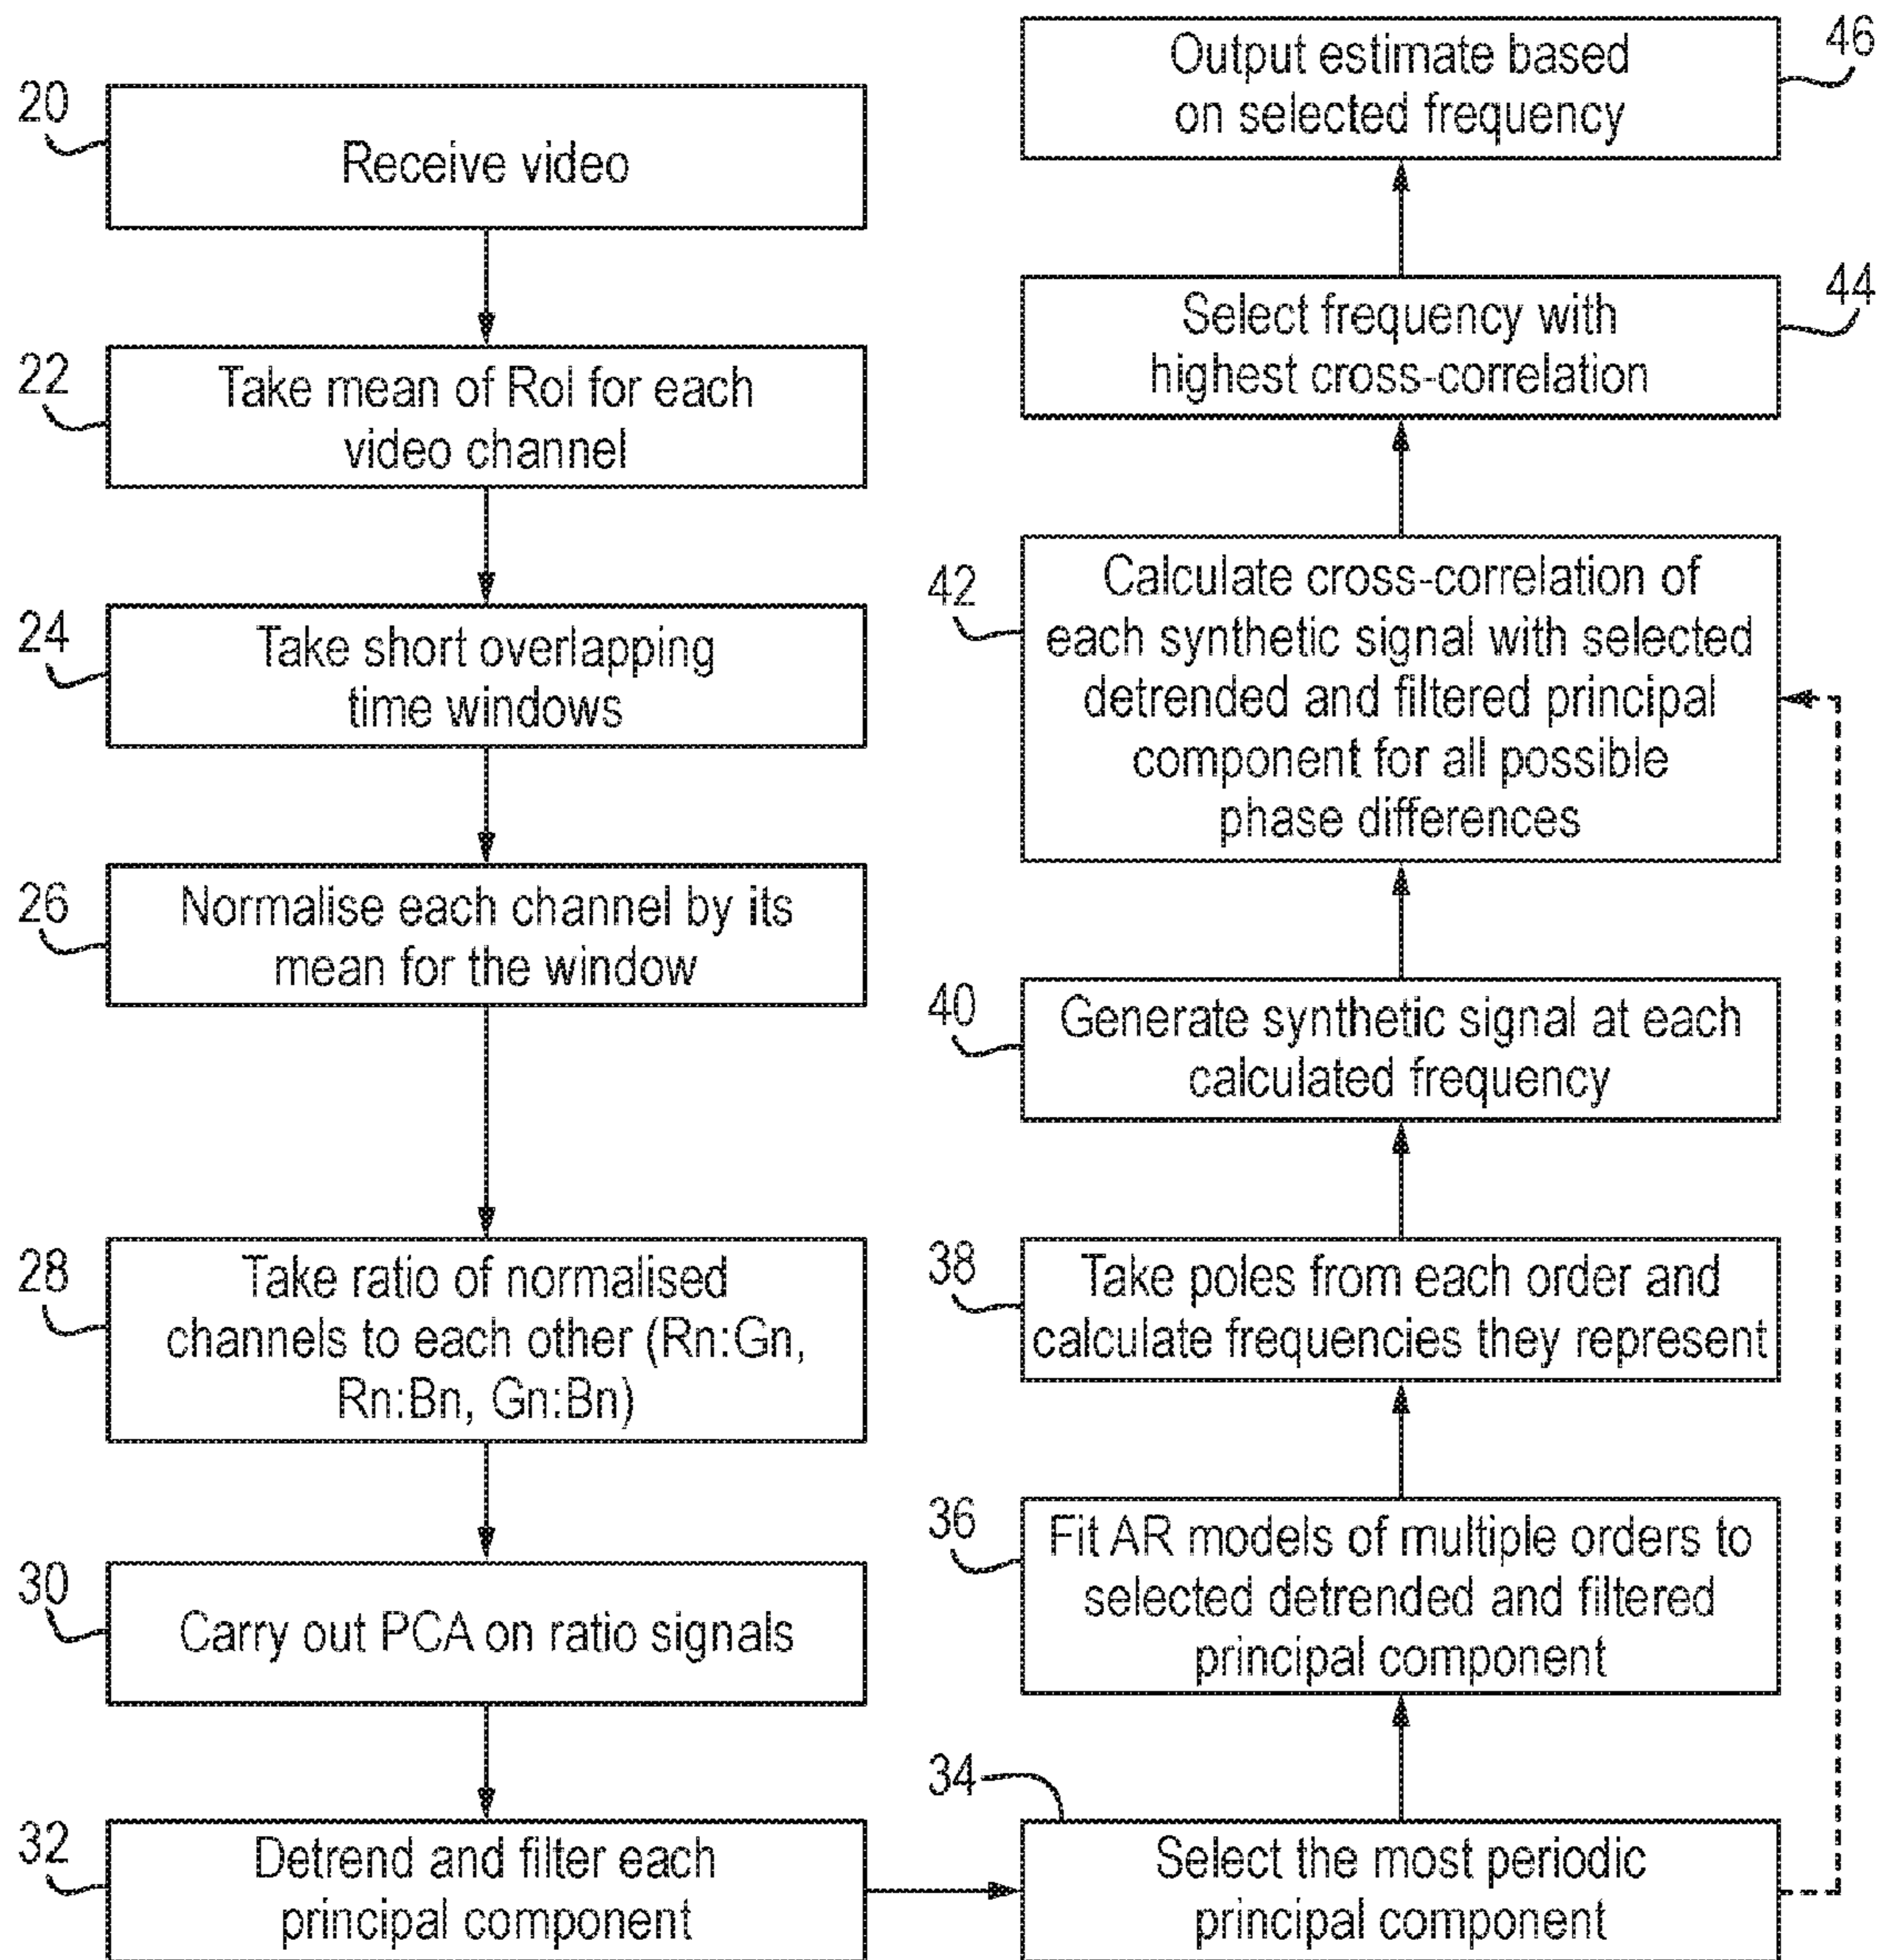 20
Receive video
22
Take mean of RoI for each
video channel
24
Take short overlapping
time windows
26
Normalise each channel by its
mean for the window
28
Take ratio of normalised
channels to each other (Rn:Gn,
Rn:Bn, Gn:Bn)
30
Carry out PCA on ratio signals
32
Detrend and filter each
principal component
34
Select the most periodic
principal component
36
Fit AR models of multiple orders to
selected detrended and filtered
principal component
38
Take poles from each order and
calculate frequencies they represent
40
Generate synthetic signal at each
calculated frequency
42
Calculate cross-correlation of
each synthetic signal with selected
detrended and filtered principal
component for all possible
phase differences
44
Select frequency with
highest cross-correlation
46
Output estimate based
on selected frequency